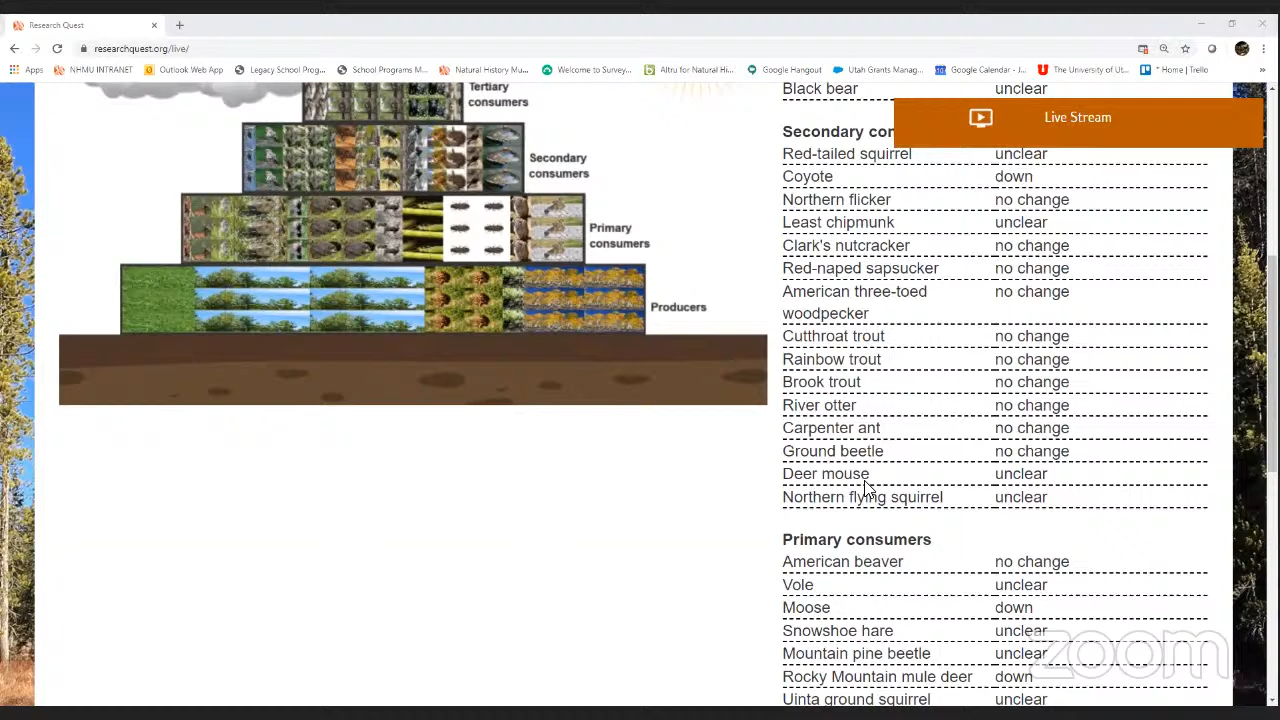 Research Quest
researchquest.org/live/
Apps NHMU INTRANET Outlook Web App Legacy School Prog... School Programs M... Natural History Mu... Welcome to Survey... Altru for Natural Hi... Google Hangout Utah Grants Manag... Google Calendar - J... The University of Ut... * Home | Trello
Tertiary
consumers
Secondary
consumers
Primary
consumers
Producers
Black bear unclear
Live Stream
Secondary con
Red-tailed squirrel unclear
Coyote down
Northern flicker no change
Least chipmunk unclear
Clark's nutcracker no change
Red-naped sapsucker no change
American three-toed no change
woodpecker
Cutthroat trout no change
Rainbow trout no change
Brook trout no change
River otter no change
Carpenter ant no change
Ground beetle no change
Deer mouse unclear
Northern flying squirrel unclear
Primary consumers
American beaver no change
Vole unclear
Moose down
Snowshoe hare unclear
Mountain pine beetle unclear
Rocky Mountain mule deer down
Uinta ground squirrel unclear
zoom